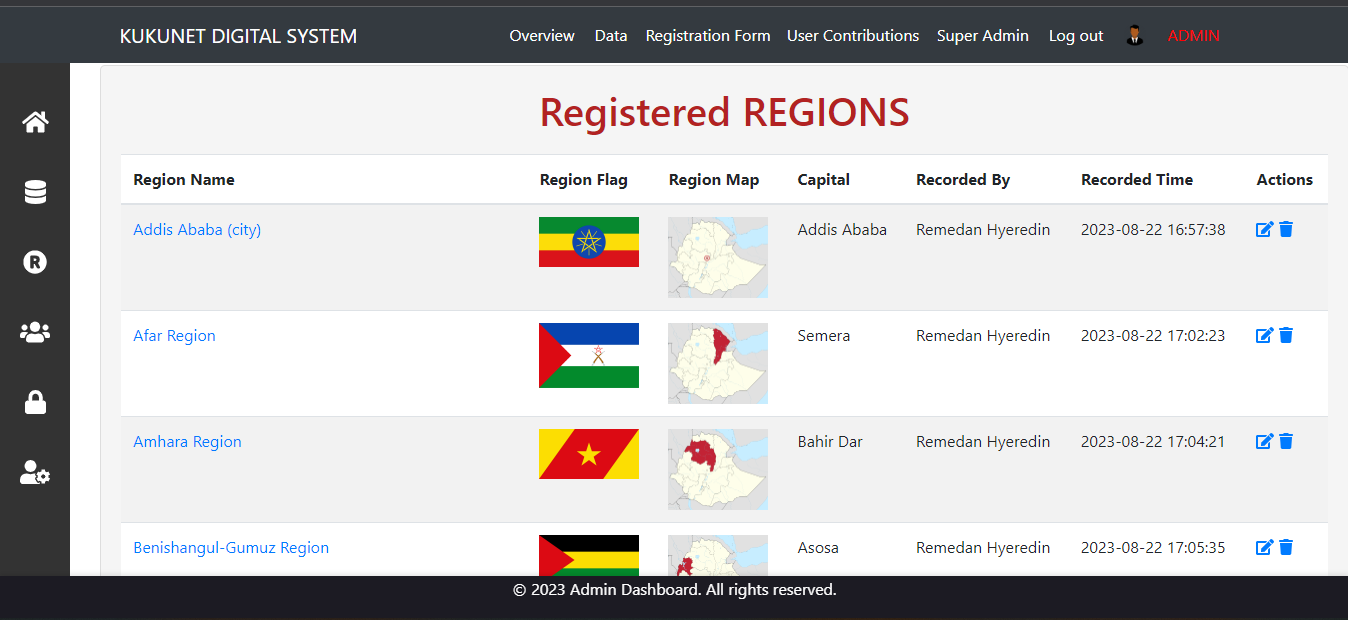 KUKUNET DIGITAL SYSTEM Overview Data Registration Form User Contributions Super Admin Log out ADMIN
Registered REGIONS
Region Name Region Flag Region Map Capital Recorded By Recorded Time Actions
Addis Ababa (city) Addis Ababa Remedan Hyeredin 2023-08-22 16:57:38
Afar Region Semera Remedan Hyeredin 2023-08-22 17:02:23
Amhara Region Bahir Dar Remedan Hyeredin 2023-08-22 17:04:21
Benishangul-Gumuz Region Asosa Remedan Hyeredin 2023-08-22 17:05:35
© 2023 Admin Dashboard. All rights reserved.